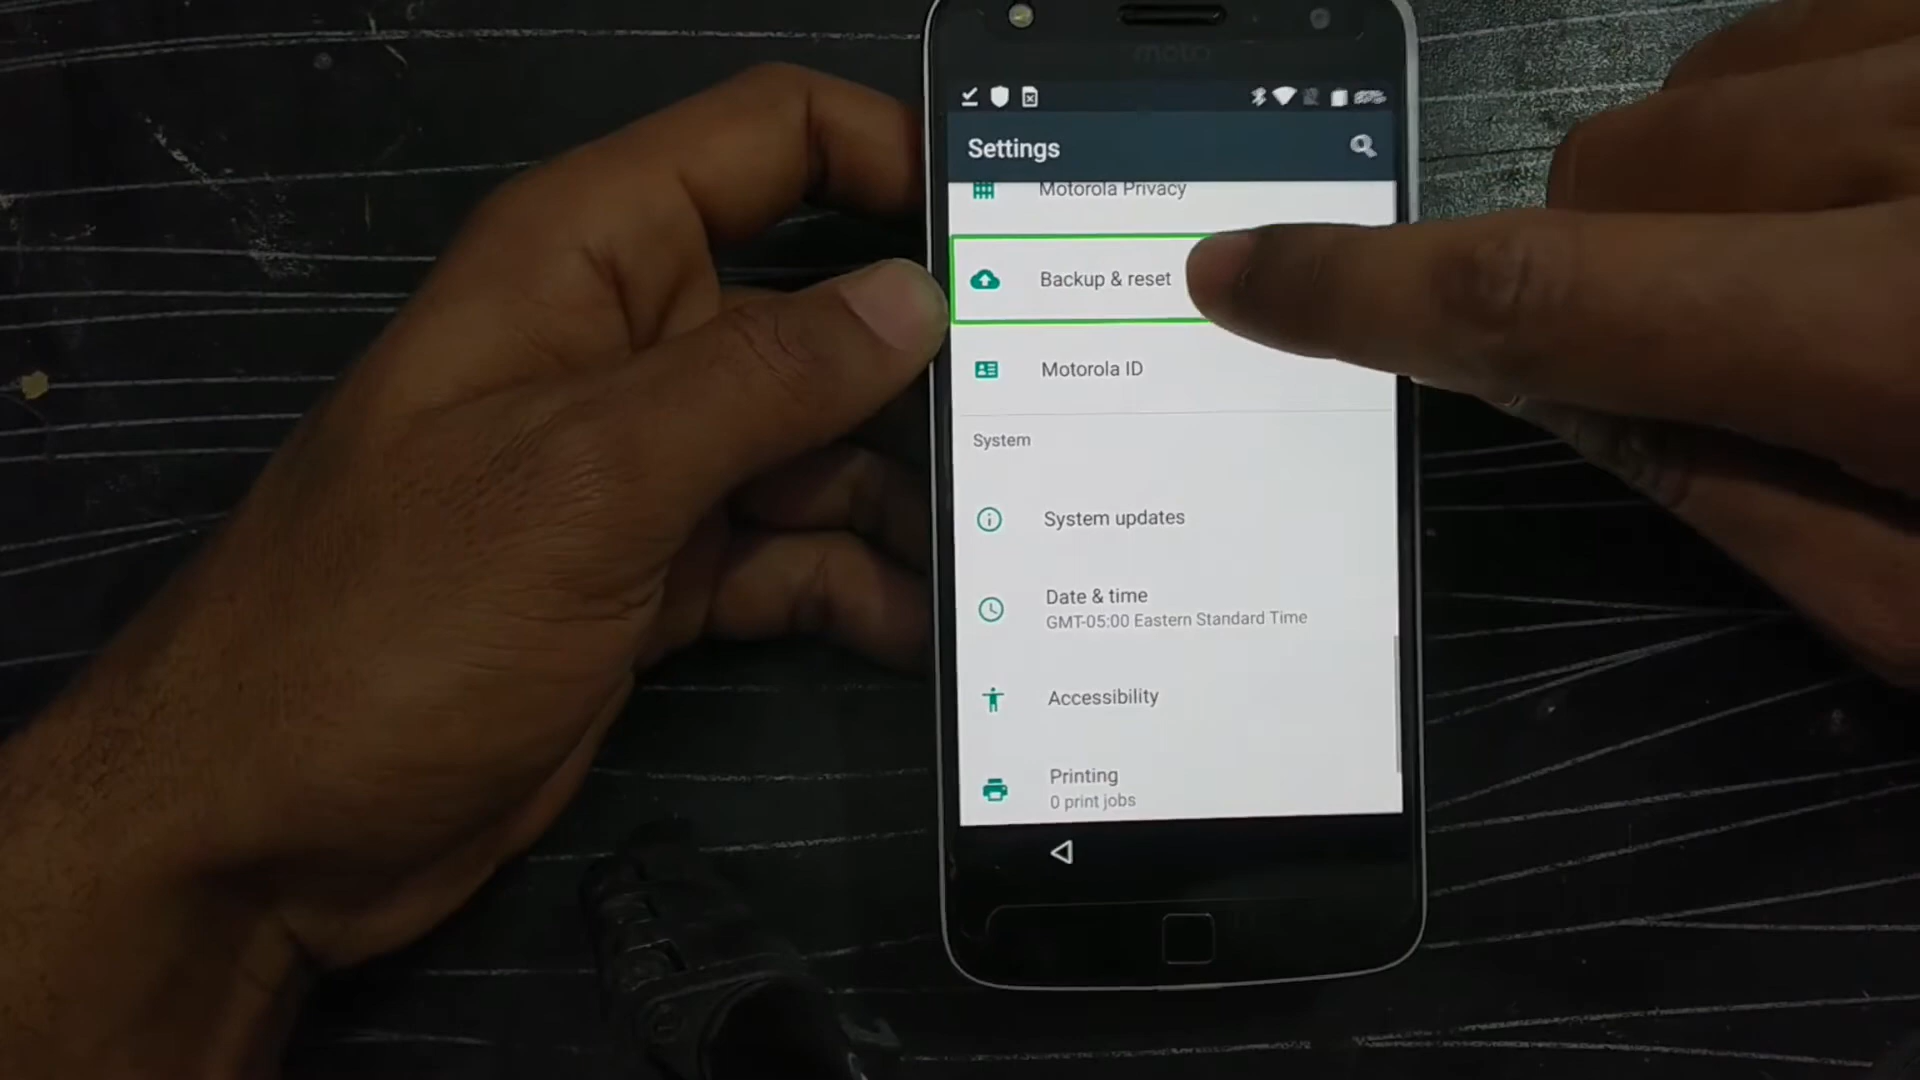 moto
Settings
Motorola Privacy
Backup & reset
Motorola ID
System
System updates
Date & time
GMT-05:00 Eastern Standard Time
Accessibility
Printing
0 print jobs